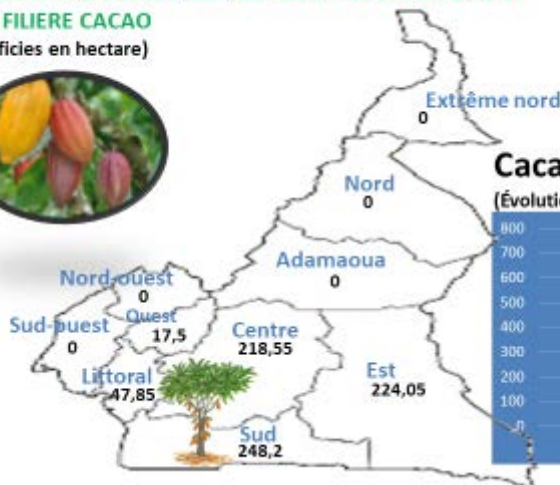 FILIERE CACAO
ficies en hectare)
Extrême nord
0
Nord
0
Adamaoua
0
Nord-ouest
0
Sud-ouest
0
Ouest
17,5
Littoral
47,85
Centre
218,55
Est
224,05
Sud
248,2
Caca
(Évolutio
800
700
600
500
400
300
200
100
0